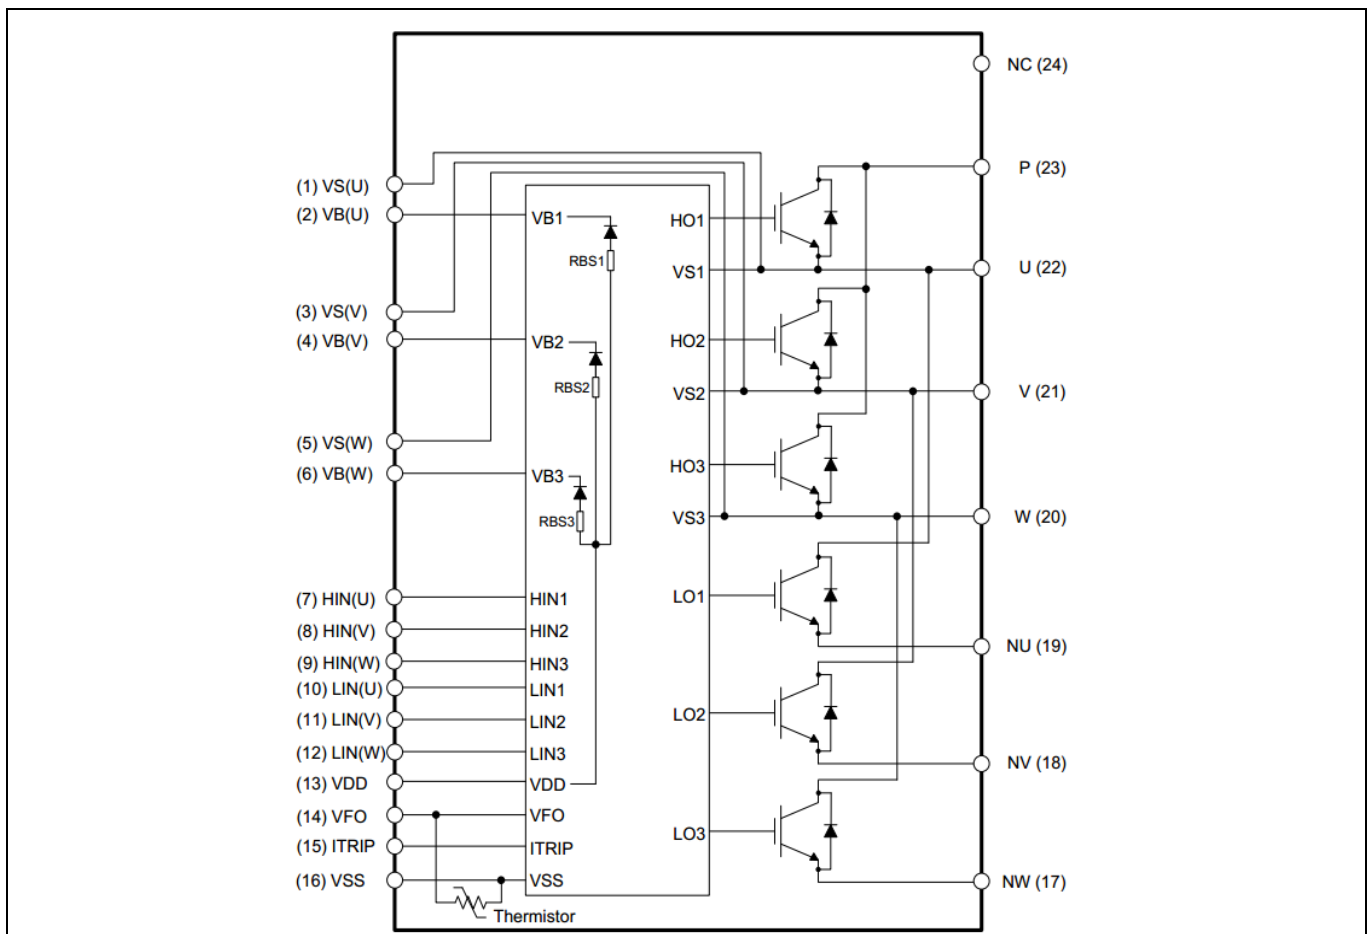 NC (24)
P (23)
(1) VS(U)
(2) VB(U)
VB1
HO1
RBS1
VS1
U (22)
(3) VS(V)
(4) VB(V)
VB2
HO2
RBS2
VS2
V (21)
(5) VS(W)
(6) VB(W)
VB3
HO3
RBS3
VS3
W (20)
(7) HIN(U)
HIN1
LO1
(8) HIN(V)
HIN2
NU (19)
(9) HIN(W)
HIN3
(10) LIN(U)
LIN1
(11) LIN(V)
LIN2
LO2
(12) LIN(W)
LIN3
NV (18)
(13) VDD
VDD
(14) VFO
VFO
LO3
(15) ITRIP
ITRIP
(16) VSS
VSS
NW (17)
Thermistor